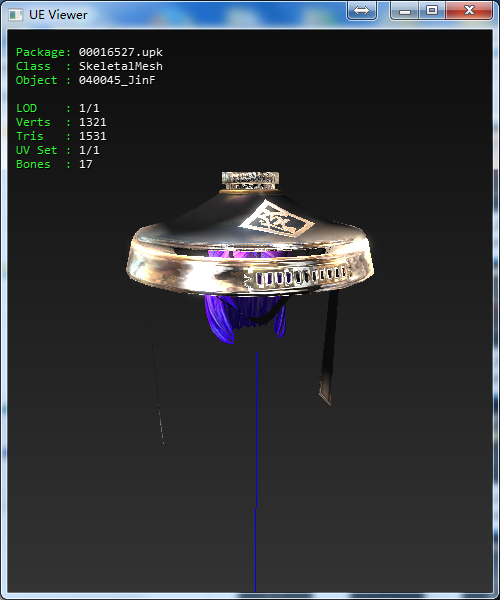 UE Viewer
Package: 00016527.upk
Class : SkeletalMesh
Object : 040045_JinF
LOD : 1/1
Verts : 1321
Tris : 1531
UV Set : 1/1
Bones : 17